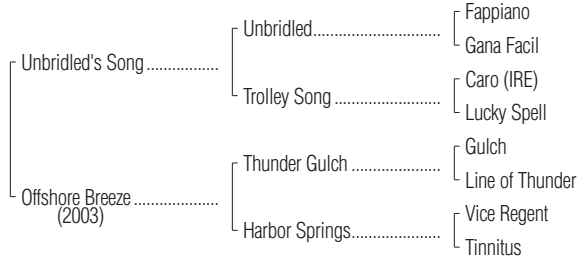 Fappiano
Unbridled..................
Gana Facil
Unbridled's Song..................
Caro (IRE)
Trolley Song........................
Lucky Spell
Gulch
Thunder Gulch....................
Line of Thunder
Offshore Breeze....................
(2003)
Vice Regent
Harbor Springs....................
Tinnitus